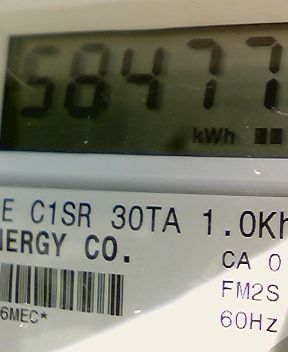 58477
kWh
E C1SR 30TA 1.0Kh
NERGY CO.
CA 0
FM2S
6MEC*
60Hz